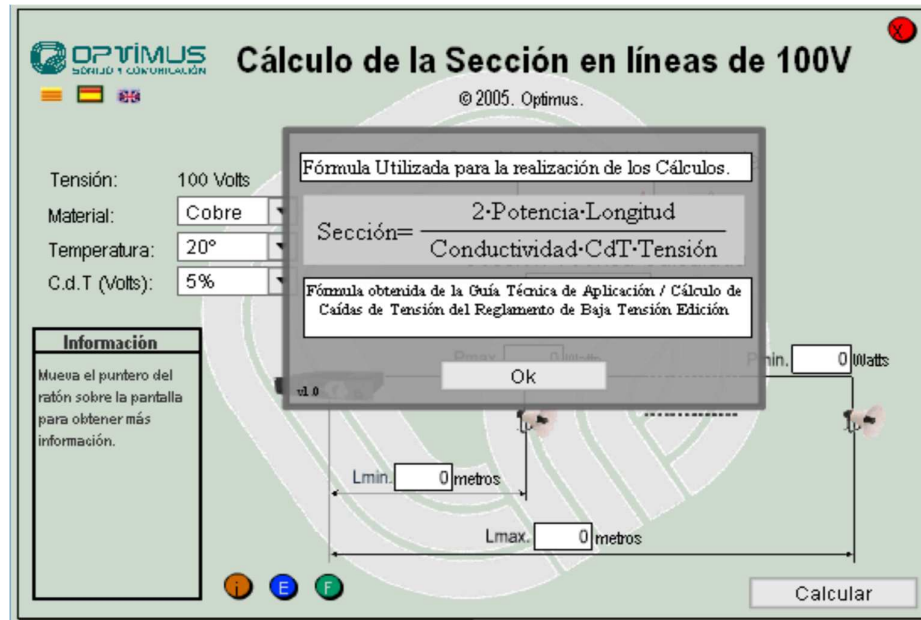 OPTIMUS
SONIDO Y COMUNICACIÓN
Cálculo de la Sección en líneas de 100V
X
© 2005. Optimus.
Fórmula Utilizada para la realización de los Cálculos.
Tensión: 100 Volts
Material: Cobre
Temperatura: 20°
C.d.T (Volts): 5%
Sección= 2·Potencia·Longitud
Conductividad·CdT·Tensión
Fórmula obtenida de la Guía Técnica de Aplicación / Cálculo de
Caídas de Tensión del Reglamento de Baja Tensión Edición
Ok
v1.0
Pmax. 0 Watts
Pmin. 0 Watts
Información
Mueva el puntero del
ratón sobre la pantalla
para obtener más
información.
Lmin. 0 metros
Lmax. 0 metros
i E F
Calcular